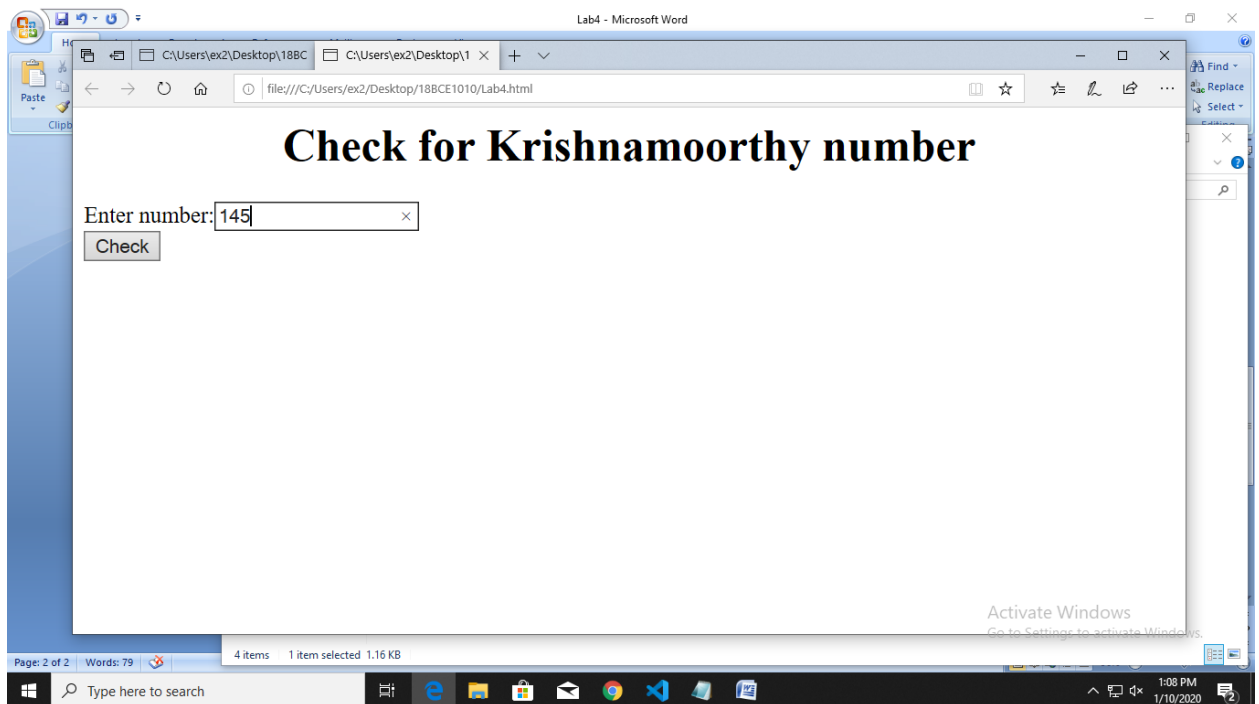 Lab4 - Microsoft Word
C:\Users\ex2\Desktop\18BC
C:\Users\ex2\Desktop\1
Find
Paste
Replace
file:///C:/Users/ex2/Desktop/18BCE1010/Lab4.html
Select
Check for Krishnamoorthy number
Enter number: 145
Check
Activate Windows
Go to Settings to activate Windows.
4 items 1 item selected 1.16 KB
Page: 2 of 2 Words: 79
Type here to search
1:08 PM
1/10/2020
2